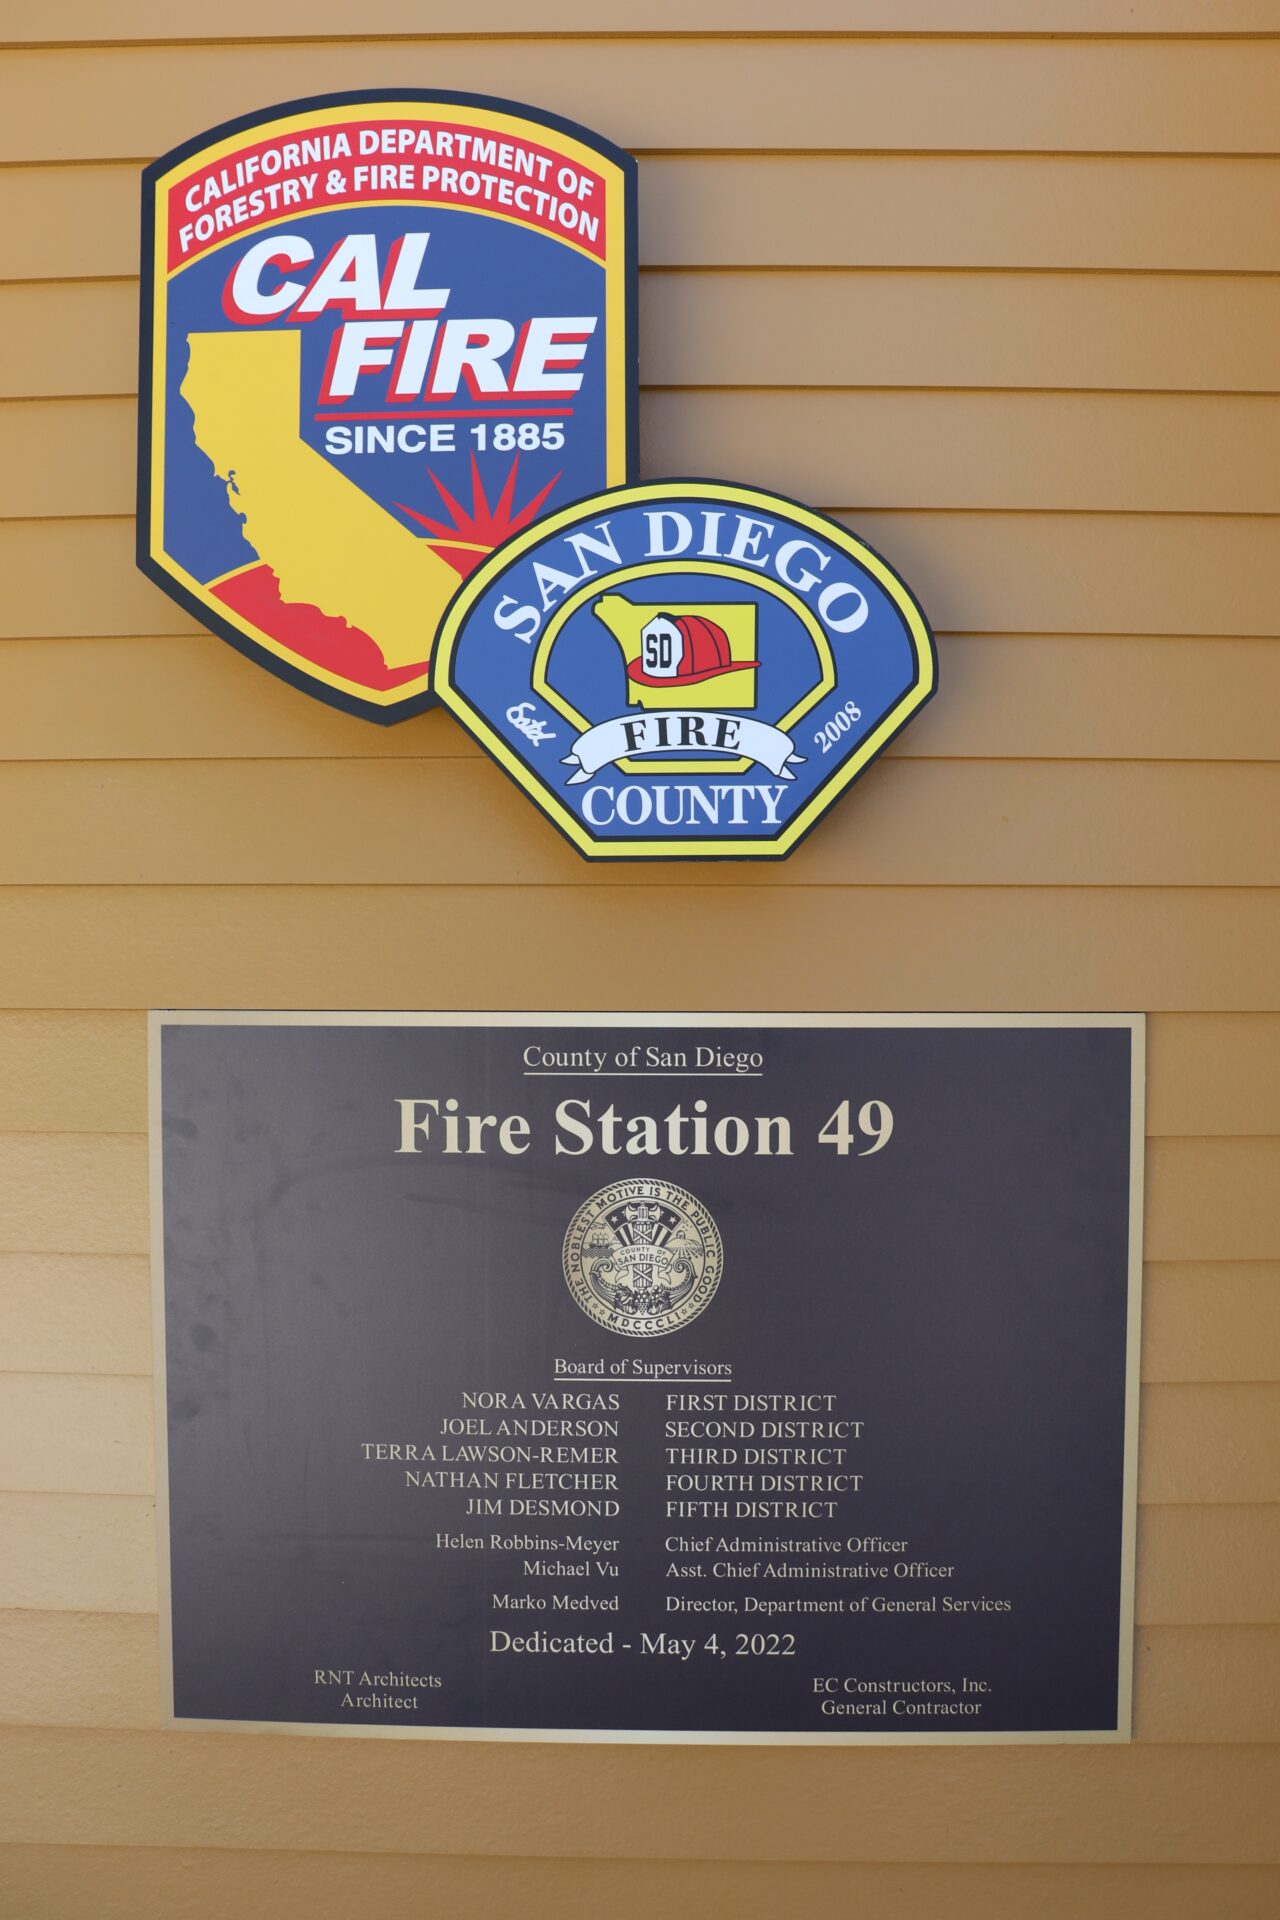 CALIFORNIA DEPARTMENT OF
FORESTRY & FIRE PROTECTION
CAL
FIRE
SINCE 1885
SAN DIEGO
SD
Estd
2008
FIRE
COUNTY
County of San Diego
Fire Station 49
THE NOBLEST MOTIVE IS THE PUBLIC GOOD
COUNTY OF
SAN DIEGO
MDCCCLI
Board of Supervisors
NORA VARGAS FIRST DISTRICT
JOEL ANDERSON SECOND DISTRICT
TERRA LAWSON-REMER THIRD DISTRICT
NATHAN FLETCHER FOURTH DISTRICT
JIM DESMOND FIFTH DISTRICT
Helen Robbins-Meyer Chief Administrative Officer
Michael Vu Asst. Chief Administrative Officer
Marko Medved Director, Department of General Services
Dedicated - May 4, 2022
RNT Architects
Architect
EC Constructors, Inc.
General Contractor